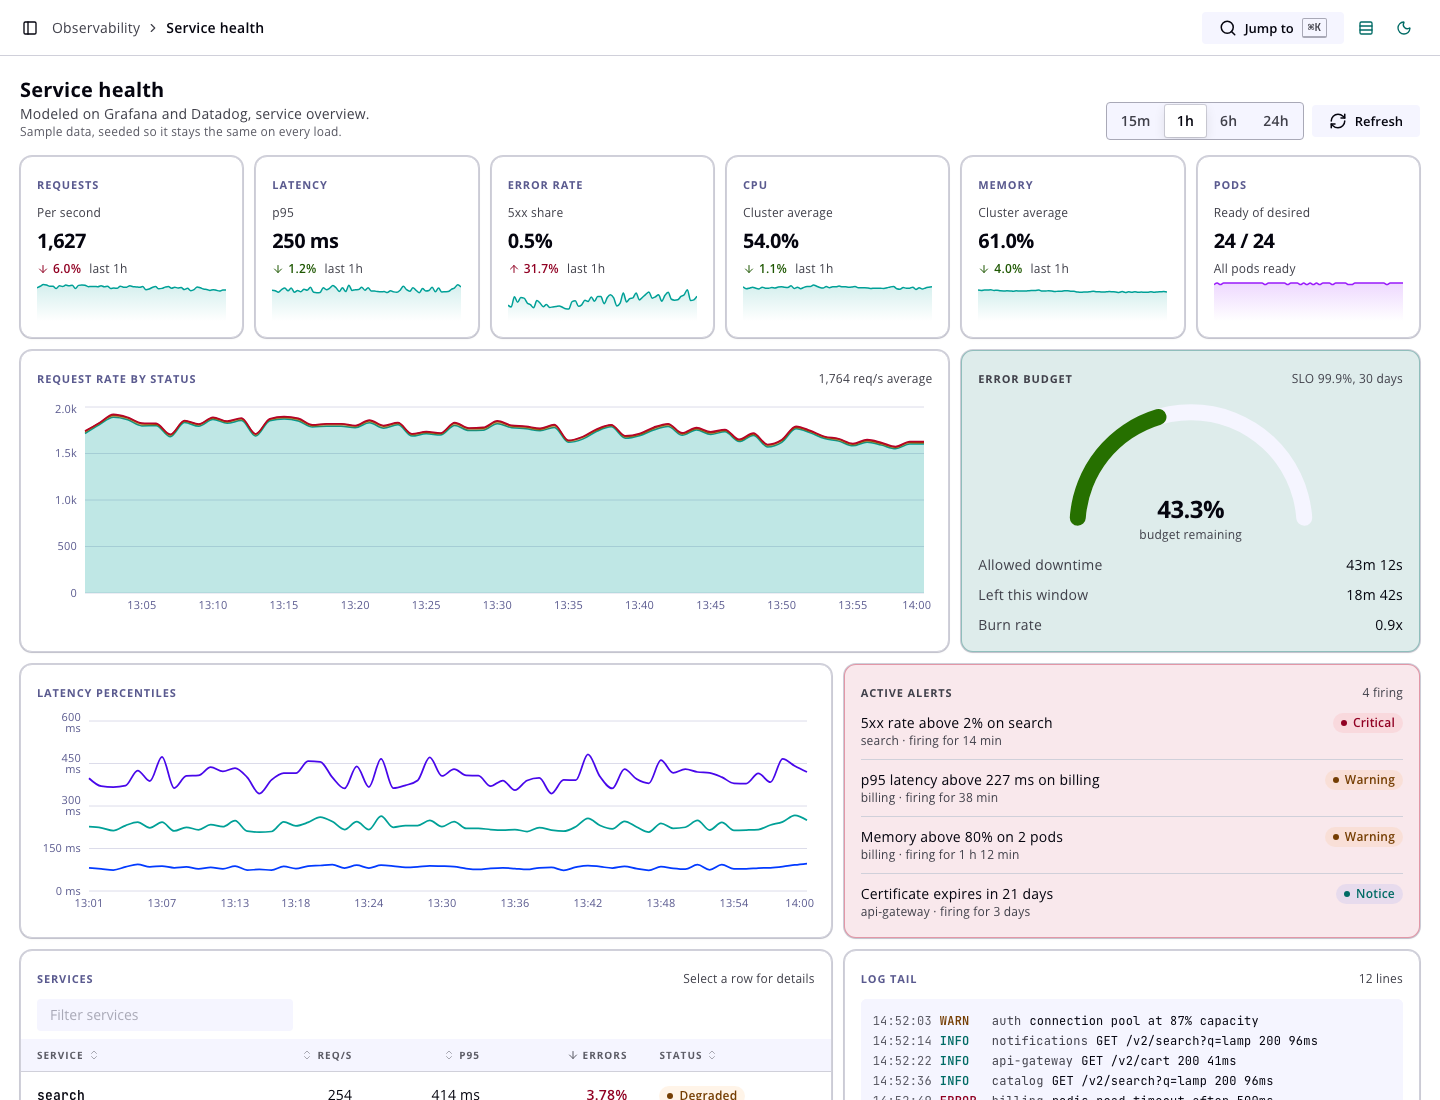 Observability > Service health
Jump to ⌘K
Service health
Modeled on Grafana and Datadog, service overview.
Sample data, seeded so it stays the same on every load.
15m 1h 6h 24h
Refresh
REQUESTS
Per second
1,627
↓ 6.0% last 1h
LATENCY
p95
250 ms
↓ 1.2% last 1h
ERROR RATE
5xx share
0.5%
↑ 31.7% last 1h
CPU
Cluster average
54.0%
↓ 1.1% last 1h
MEMORY
Cluster average
61.0%
↓ 4.0% last 1h
PODS
Ready of desired
24 / 24
All pods ready
REQUEST RATE BY STATUS
1,764 req/s average
2.0k
1.5k
1.0k
500
0
13:05 13:10 13:15 13:20 13:25 13:30 13:35 13:40 13:45 13:50 13:55 14:00
ERROR BUDGET
SLO 99.9%, 30 days
43.3%
budget remaining
Allowed downtime 43m 12s
Left this window 18m 42s
Burn rate 0.9x
LATENCY PERCENTILES
600
ms
450
ms
300
ms
150 ms
0 ms
13:01 13:07 13:13 13:18 13:24 13:30 13:36 13:42 13:48 13:54 14:00
ACTIVE ALERTS
4 firing
5xx rate above 2% on search Critical
search · firing for 14 min
p95 latency above 227 ms on billing Warning
billing · firing for 38 min
Memory above 80% on 2 pods Warning
billing · firing for 1 h 12 min
Certificate expires in 21 days Notice
api-gateway · firing for 3 days
SERVICES
Select a row for details
Filter services
SERVICE REQ/S P95 ↓ ERRORS STATUS
search 254 414 ms 3.78% Degraded
LOG TAIL
12 lines
14:52:03 WARN auth connection pool at 87% capacity
14:52:14 INFO notifications GET /v2/search?q=lamp 200 96ms
14:52:22 INFO api-gateway GET /v2/cart 200 41ms
14:52:36 INFO catalog GET /v2/search?q=lamp 200 96ms
14:52:49 ERROR billing redis read timeout after 500ms